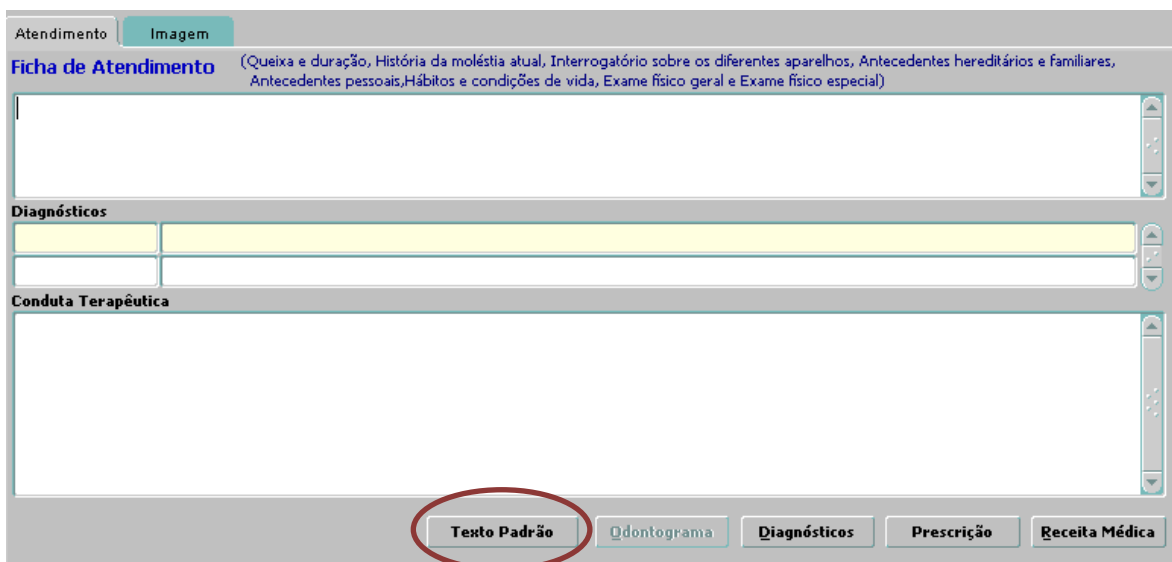 Atendimento Imagem
Ficha de Atendimento (Queixa e duração, História da moléstia atual, Interrogatório sobre os diferentes aparelhos, Antecedentes hereditários e familiares,
Antecedentes pessoais,Hábitos e condições de vida, Exame físico geral e Exame físico especial)
Diagnósticos
Conduta Terapêutica
Texto Padrão Odontograma Diagnósticos Prescrição Receita Médica